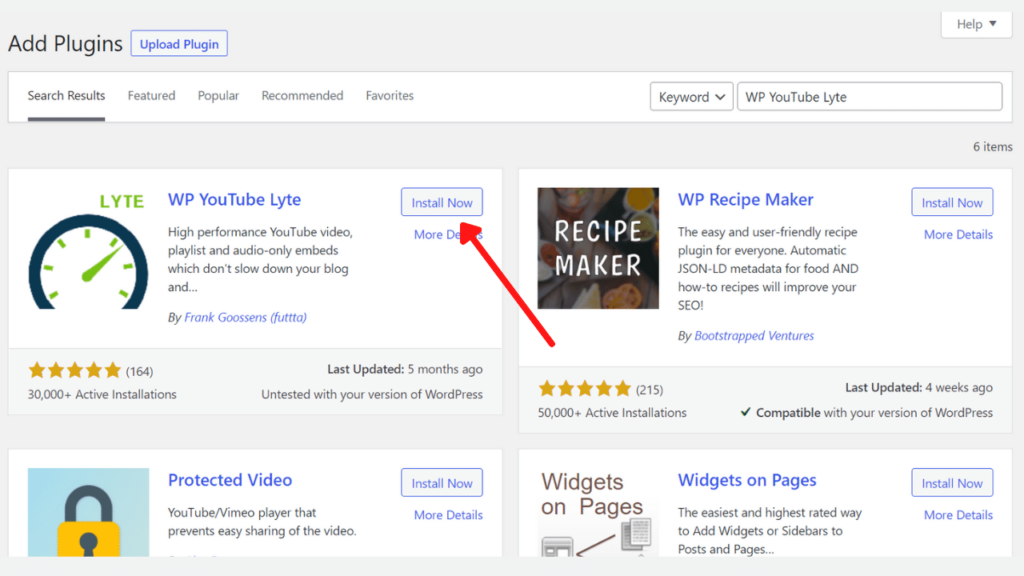 Help ▼
Add Plugins Upload Plugin
Search Results Featured Popular Recommended Favorites Keyword WP YouTube Lyte
6 items
LYTE
WP YouTube Lyte
Install Now
High performance YouTube video,
More De
playlist and audio-only embeds
which don't slow down your blog
and...
By Frank Goossens (futtta)
(164)
Last Updated: 5 months ago
30,000+ Active Installations
Untested with your version of WordPress
RECIPE
MAKER
WP Recipe Maker
Install Now
The easy and user-friendly recipe
More Details
plugin for everyone. Automatic
JSON-LD metadata for food AND
how-to recipes will improve your
SEO!
By Bootstrapped Ventures
(215)
Last Updated: 4 weeks ago
50,000+ Active Installations
✔ Compatible with your version of WordPress
Protected Video
Install Now
YouTube/Vimeo player that
More Details
prevents easy sharing of the video.
Widgets
on Pages
Widgets on Pages
Install Now
The easiest and highest rated way
More Details
to Add Widgets or Sidebars to
Posts and Pages...